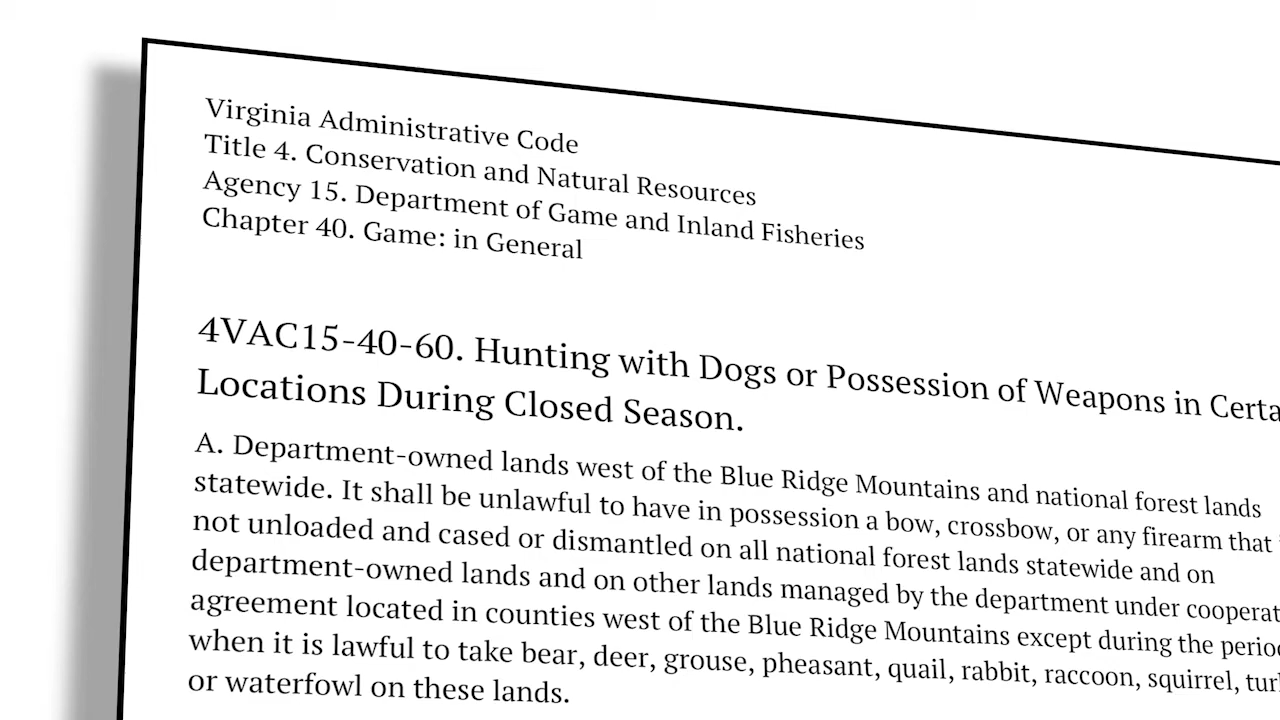 Virginia Administrative Code
Title 4. Conservation and Natural Resources
Agency 15. Department of Game and Inland Fisheries
Chapter 40. Game: in General
4VAC15-40-60. Hunting with Dogs or Possession of Weapons in
Locations During Closed Season.
A. Department-owned lands west of the Blue Ridge Mountains and national forest lands
statewide. It shall be unlawful to have in possession a bow, crossbow, or any firearm that
not unloaded and cased or dismantled on all national forest lands statewide and on
department-owned lands and on other lands managed by the department under
agreement located in counties west of the Blue Ridge Mountains except during the
when it is lawful to take bear, deer, grouse, pheasant, quail, rabbit, raccoon, squirrel,
or waterfowl on these lands.